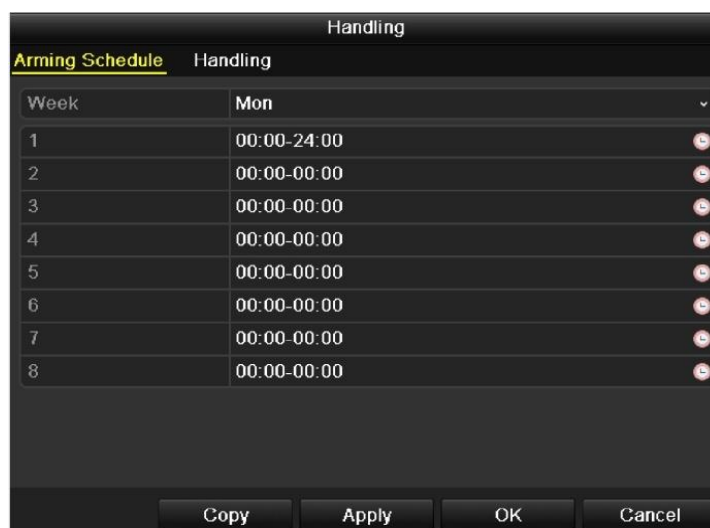 Handling
Arming Schedule Handling
Week Mon
1 00:00-24:00
2 00:00-00:00
3 00:00-00:00
4 00:00-00:00
5 00:00-00:00
6 00:00-00:00
7 00:00-00:00
8 00:00-00:00
Copy Apply OK Cancel